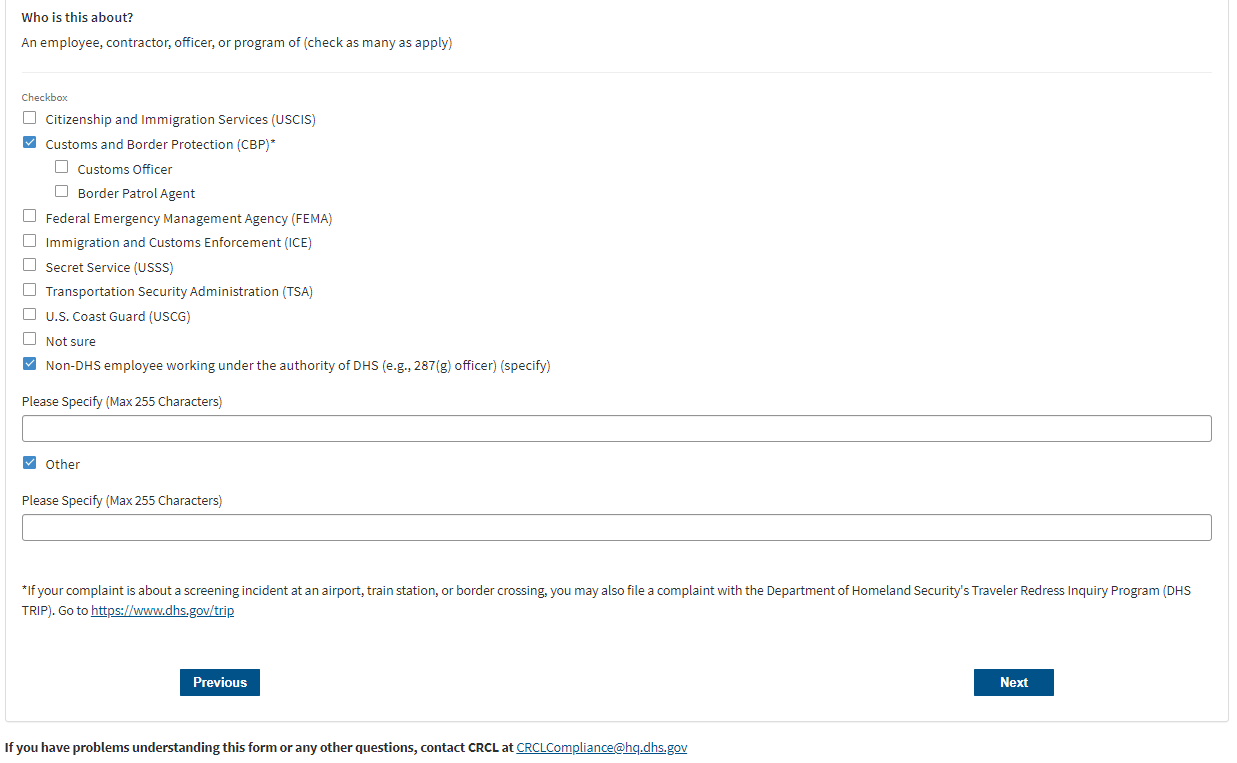 Who is this about?
An employee, contractor, officer, or program of (check as many as apply)
Checkbox
Citizenship and Immigration Services (USCIS)
Customs and Border Protection (CBP)*
Customs Officer
Border Patrol Agent
Federal Emergency Management Agency (FEMA)
Immigration and Customs Enforcement (ICE)
Secret Service (USSS)
Transportation Security Administration (TSA)
U.S. Coast Guard (USCG)
Not sure
Non-DHS employee working under the authority of DHS (e.g., 287(g) officer) (specify)
Please Specify (Max 255 Characters)
Other
Please Specify (Max 255 Characters)
*If your complaint is about a screening incident at an airport, train station, or border crossing, you may also file a complaint with the Department of Homeland Security's Traveler Redress Inquiry Program (DHS
TRIP). Go to https://www.dhs.gov/trip
Previous
Next
If you have problems understanding this form or any other questions, contact CRCL at CRCLCompliance@hq.dhs.gov